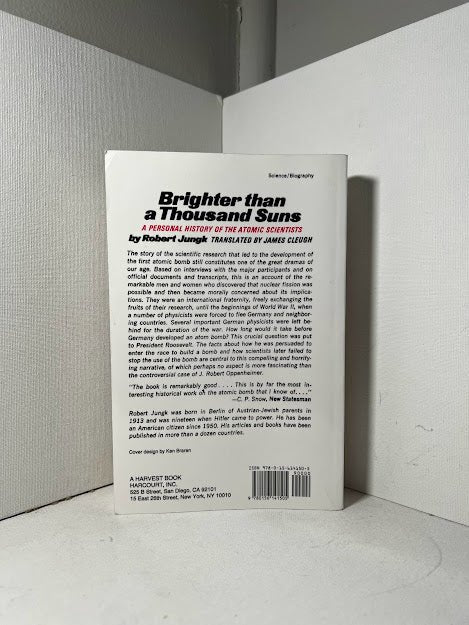 Science/Biography
Brighter than
a Thousand Suns
A PERSONAL HISTORY OF THE ATOMIC SCIENTISTS
by Robert Jungk TRANSLATED BY JAMES CLEUGH
The story of the scientific research that led to the development of
the first atomic bomb still constitutes one of the great dramas of
our age. Based on interviews with the major participants and on
official documents and transcripts, this is an account of the re-
markable men and women who discovered that nuclear fission was
possible and then became morally concerned about its implica-
tions. They were an international fraternity, freely exchanging the
fruits of their research, until the beginnings of World War II, when
a number of physicists were forced to flee Germany and neighbor-
ing countries. Several important German physicists were left be-
hind for the duration of the war. How long would it take before
Germany developed an atom bomb? This crucial question was put
to President Roosevelt. The facts about how he was persuaded to
enter the race to build a bomb and how scientists later failed to
stop the use of the bomb are central to this compelling and horrify-
ing narrative, of which perhaps no aspect is more fascinating than
the controversial case of J. Robert Oppenheimer.
"The book is remarkably good . . . . This is by far the most in-
teresting historical work on the atomic bomb that I know of. . . ."
—C. P. Snow, New Statesman
Robert Jungk was born in Berlin of Austrian-Jewish parents in
1913 and was nineteen when Hitler came to power. He has been
an American citizen since 1950. His articles and books have been
published in more than a dozen countries.
Cover design by Ken Braren
A HARVEST BOOK
HARCOURT, INC.
525 B Street, San Diego, CA 92101
15 East 26th Street, New York, NY 10010
ISBN 978-0-15-614150-5
90000
9 780156 141505